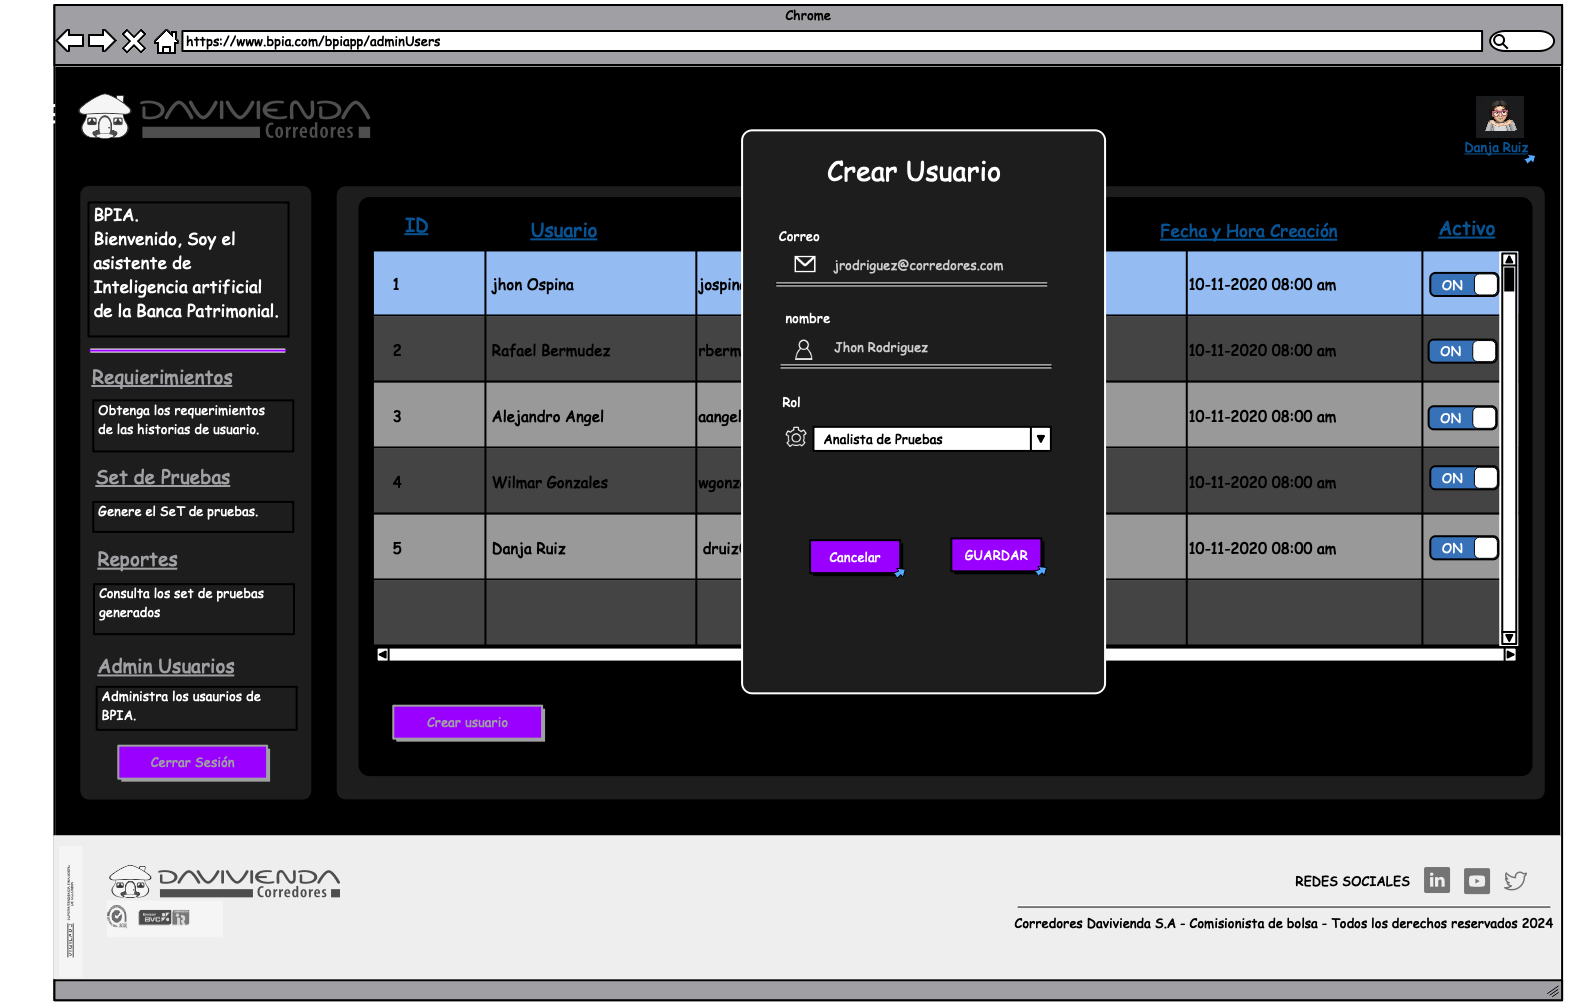 Chrome
https://www.bpia.com/bpiapp/adminUsers
DAVIVIENDA
Corredores
Danja Ruiz
BPIA.
Bienvenido, Soy el
asistente de
Inteligencia artificial
de la Banca Patrimonial.
Requierimientos
Obtenga los requerimientos
de las historias de usuario.
Set de Pruebas
Genere el SeT de pruebas.
Reportes
Consulta los set de pruebas
generados
Admin Usuarios
Administra los usaurios de
BPIA.
Cerrar Sesión
ID Usuario Fecha y Hora Creación Activo
1 jhon Ospina jospin 10-11-2020 08:00 am ON
2 Rafael Bermudez rberm 10-11-2020 08:00 am ON
3 Alejandro Angel aangel 10-11-2020 08:00 am ON
4 Wilmar Gonzales wgonz 10-11-2020 08:00 am ON
5 Danja Ruiz druiz 10-11-2020 08:00 am ON
Crear usuario
Crear Usuario
Correo
jrodriguez@corredores.com
nombre
Jhon Rodriguez
Rol
Analista de Pruebas
Cancelar
GUARDAR
DAVIVIENDA
Corredores
BVC IR
VIGILADO
REDES SOCIALES
in
Corredores Davivienda S.A - Comisionista de bolsa - Todos los derechos reservados 2024